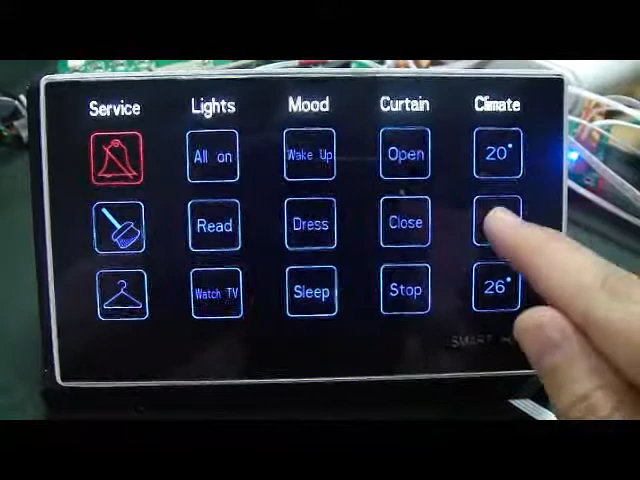 Service Lights Mood Curtain Climate
All on Wake Up Open 20°
Read Dress Close
Watch TV Sleep Stop 26°
SMART